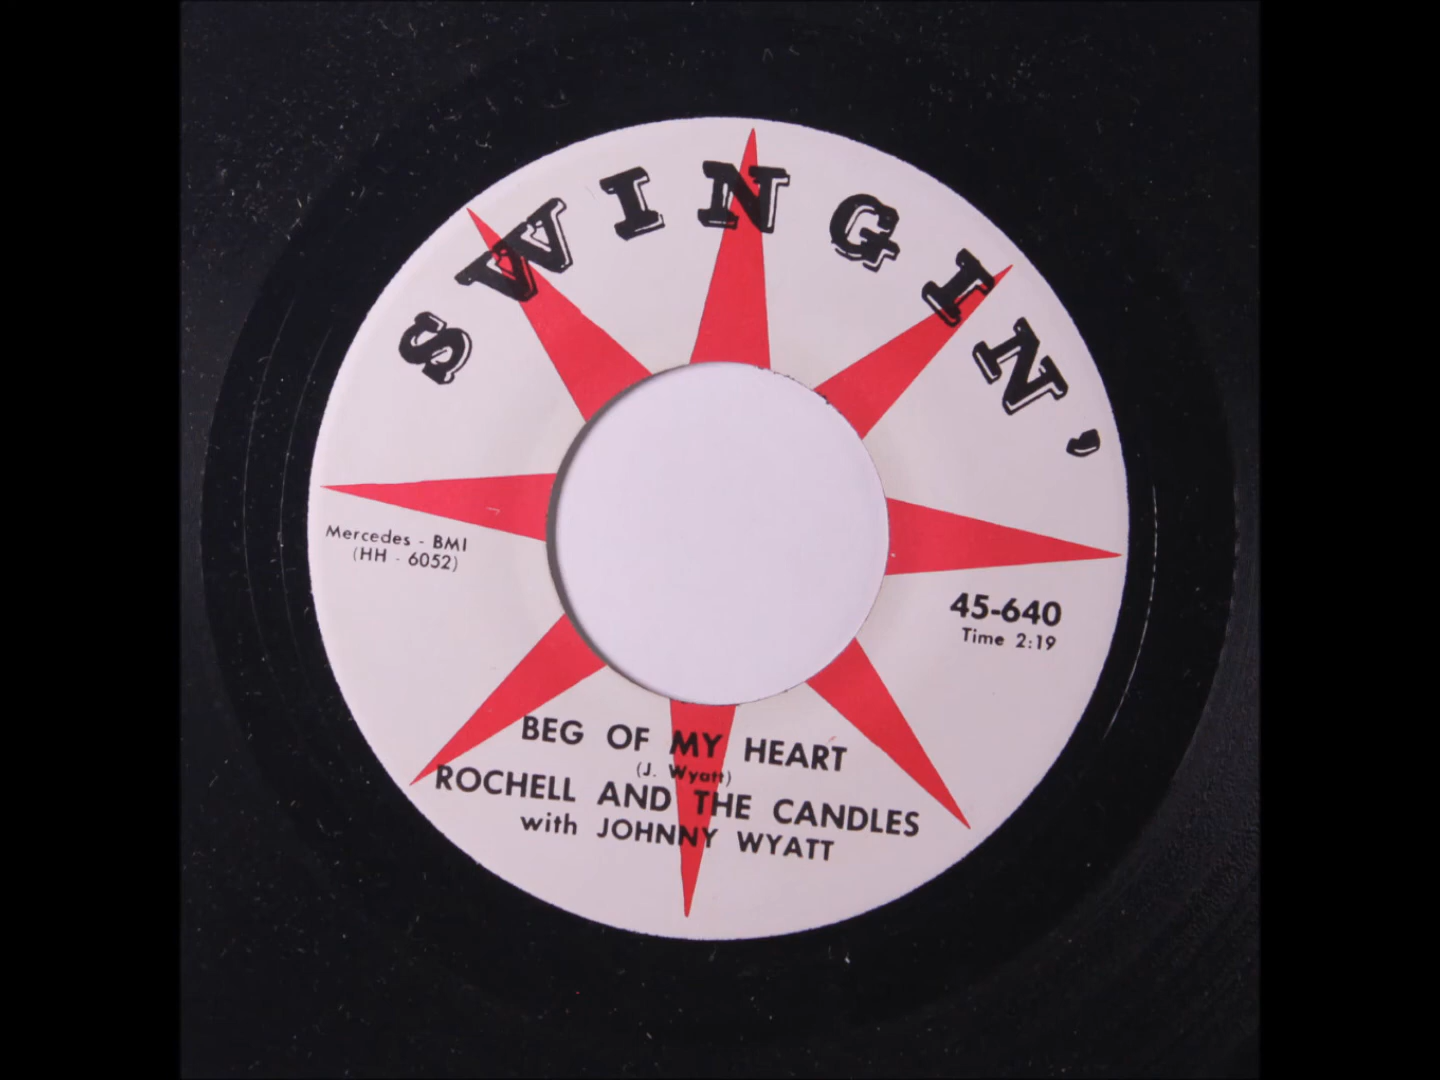 SWINGIN'
Mercedes - BMI
(HH - 6052)
45-640
Time 2:19
BEG OF MY HEART
(J. Wyatt)
ROCHELL AND THE CANDLES
with JOHNNY WYATT